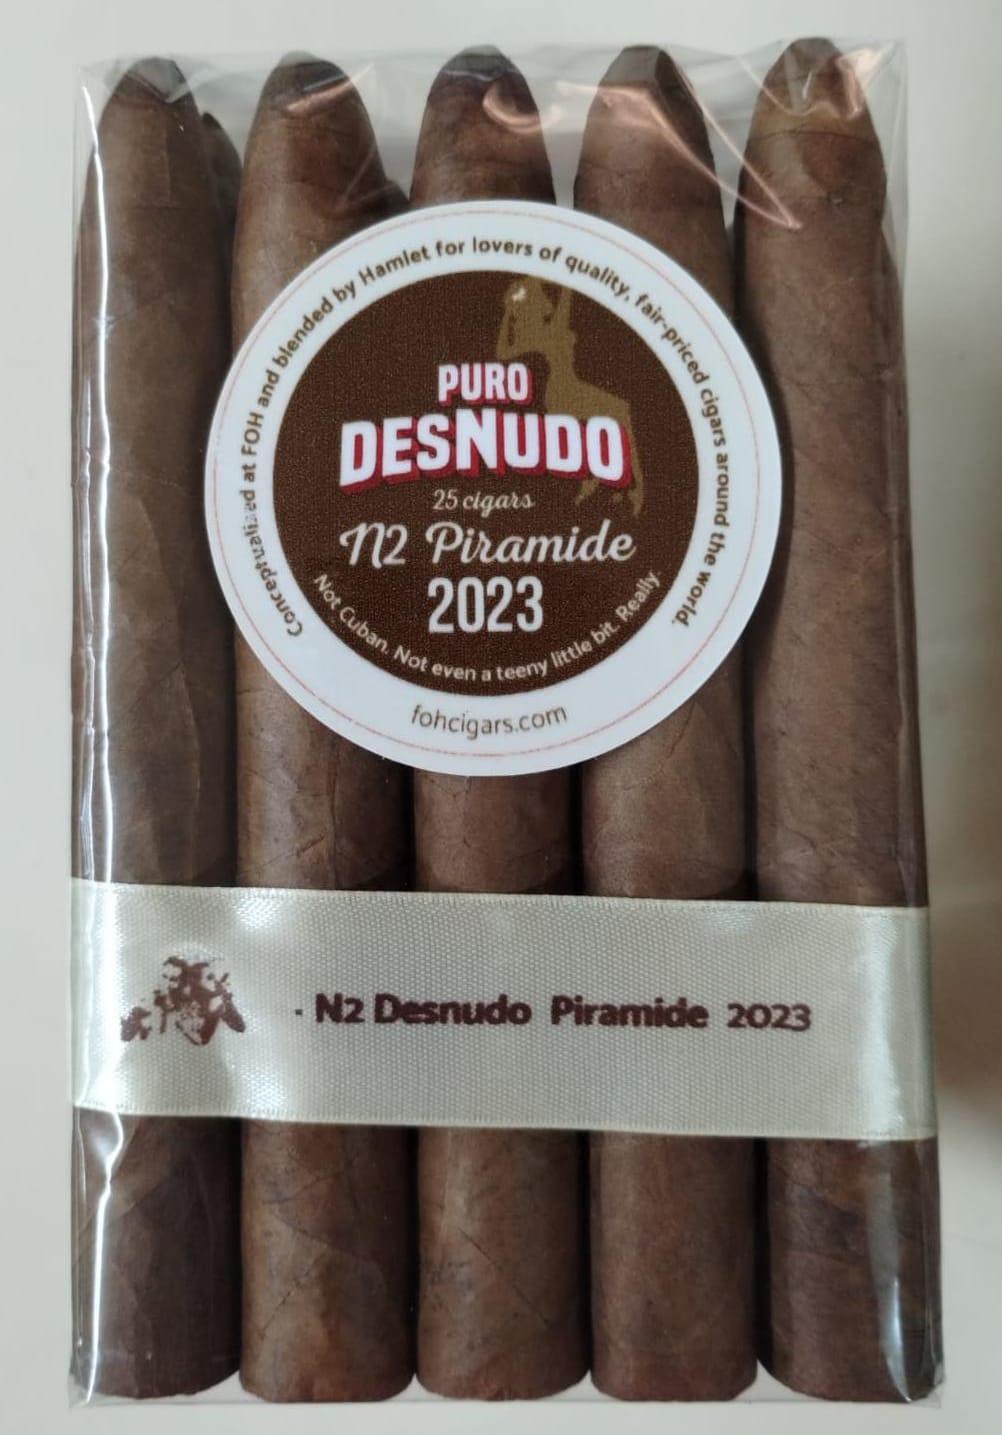 Conceptualized at FOH and blended by Hamlet for lovers of quality, fair-priced cigars around the world.
PURO
DESNUDO
25 cigars
N2 Piramide
2023
Not Cuban. Not even a teeny little bit. Really.
fohcigars.com
· N2 Desnudo Piramide 2023